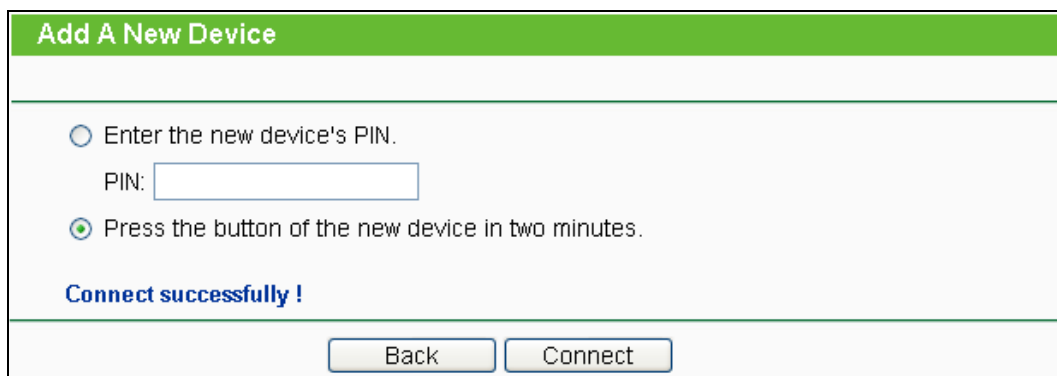 Add A New Device
Enter the new device's PIN.
PIN:
Press the button of the new device in two minutes.
Connect successfully !
Back Connect